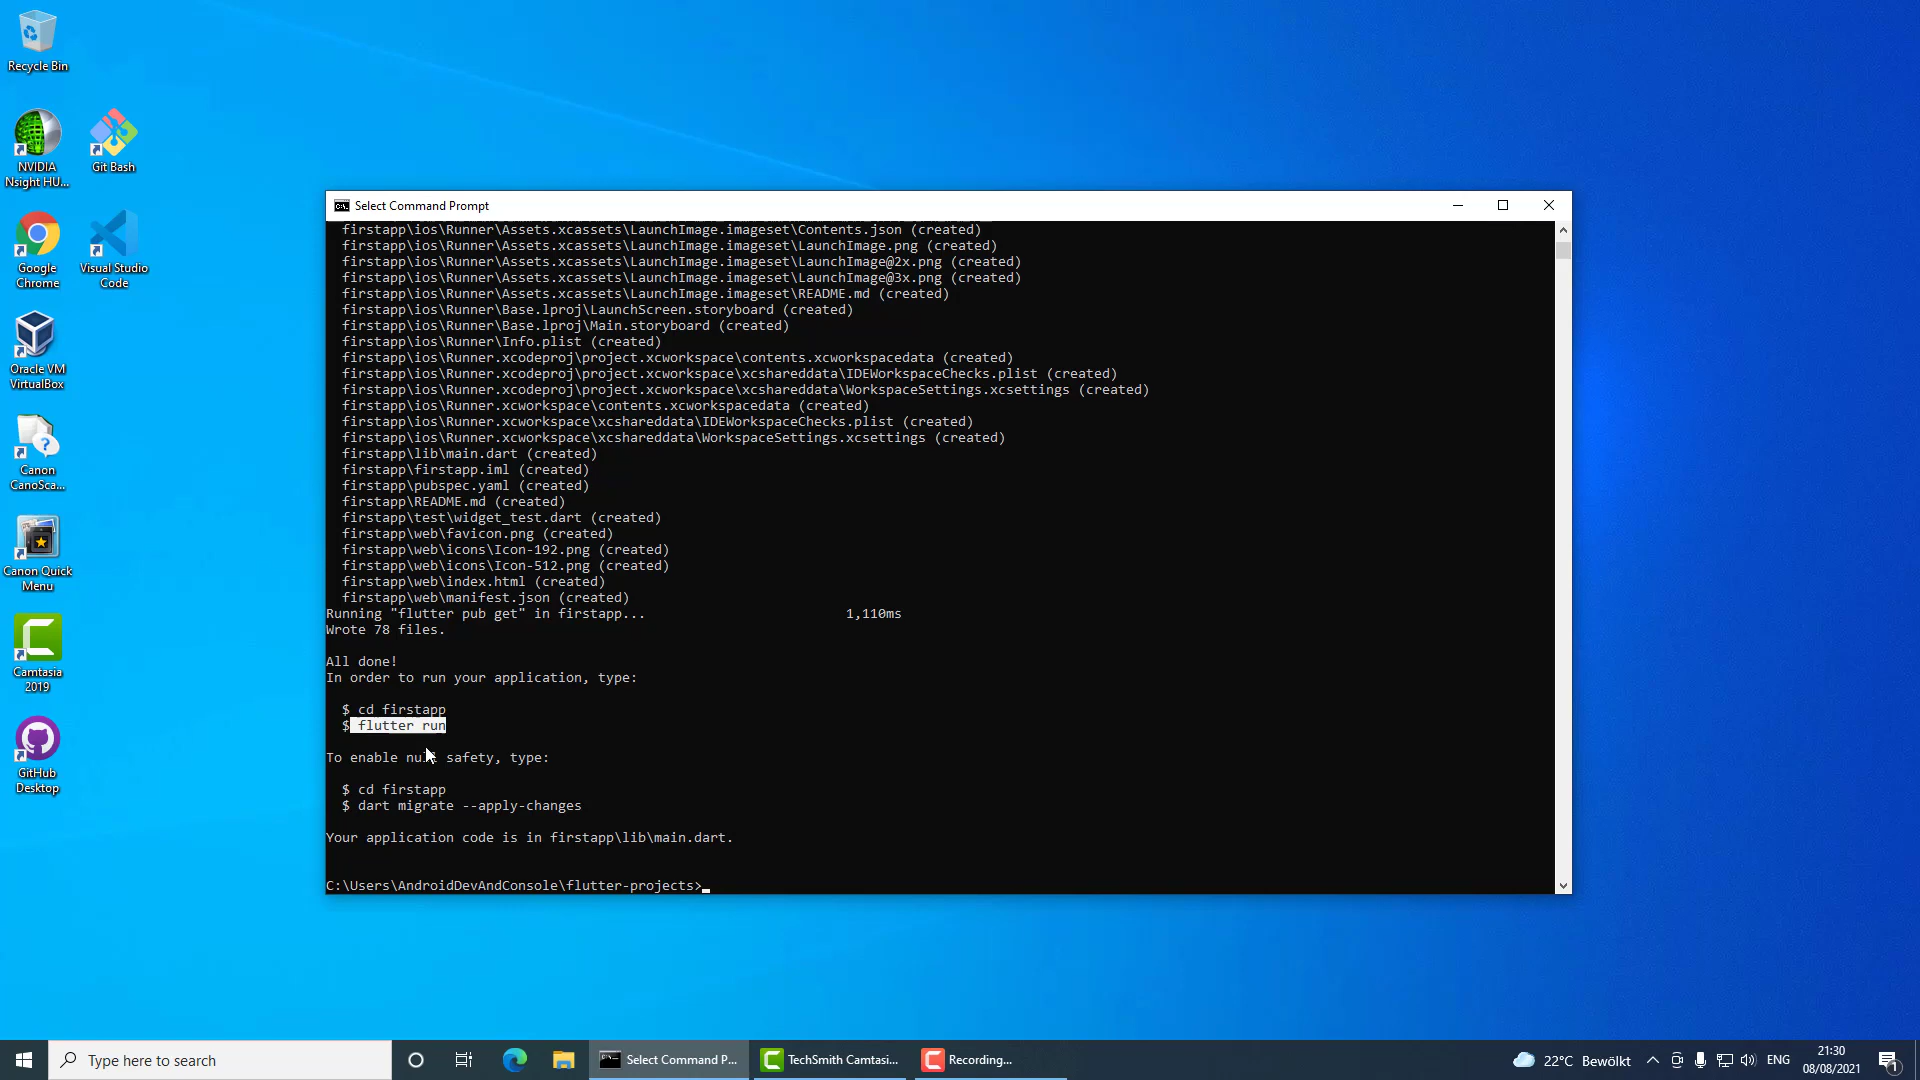 Recycle Bin
NVIDIA
Nsight HU...
Git Bash
Google
Chrome
Visual Studio
Code
Oracle VM
VirtualBox
Canon
CanoSca...
Canon Quick
Menu
Camtasia
2019
GitHub
Desktop
Select Command Prompt
firstapp\ios\Runner\Assets.xcassets\LaunchImage.imageset\Contents.json (created)
firstapp\ios\Runner\Assets.xcassets\LaunchImage.imageset\LaunchImage.png (created)
firstapp\ios\Runner\Assets.xcassets\LaunchImage.imageset\LaunchImage@2x.png (created)
firstapp\ios\Runner\Assets.xcassets\LaunchImage.imageset\LaunchImage@3x.png (created)
firstapp\ios\Runner\Assets.xcassets\LaunchImage.imageset\README.md (created)
firstapp\ios\Runner\Base.lproj\LaunchScreen.storyboard (created)
firstapp\ios\Runner\Base.lproj\Main.storyboard (created)
firstapp\ios\Runner\Info.plist (created)
firstapp\ios\Runner.xcodeproj\project.xcworkspace\contents.xcworkspacedata (created)
firstapp\ios\Runner.xcodeproj\project.xcworkspace\xcshareddata\IDEWorkspaceChecks.plist (created)
firstapp\ios\Runner.xcodeproj\project.xcworkspace\xcshareddata\WorkspaceSettings.xcsettings (created)
firstapp\ios\Runner.xcworkspace\contents.xcworkspacedata (created)
firstapp\ios\Runner.xcworkspace\xcshareddata\IDEWorkspaceChecks.plist (created)
firstapp\ios\Runner.xcworkspace\xcshareddata\WorkspaceSettings.xcsettings (created)
firstapp\lib\main.dart (created)
firstapp\firstapp.iml (created)
firstapp\pubspec.yaml (created)
firstapp\README.md (created)
firstapp\test\widget_test.dart (created)
firstapp\web\favicon.png (created)
firstapp\web\icons\Icon-192.png (created)
firstapp\web\icons\Icon-512.png (created)
firstapp\web\index.html (created)
firstapp\web\manifest.json (created)
Running "flutter pub get" in firstapp... 1,110ms
Wrote 78 files.
All done!
In order to run your application, type:
$ cd firstapp
$ flutter run
To enable null safety, type:
$ cd firstapp
$ dart migrate --apply-changes
Your application code is in firstapp\lib\main.dart.
C:\Users\AndroidDevAndConsole\flutter-projects>
Type here to search
Select Command P...
TechSmith Camtasi...
Recording...
22°C Bewölkt
ENG
21:30
08/08/2021
1